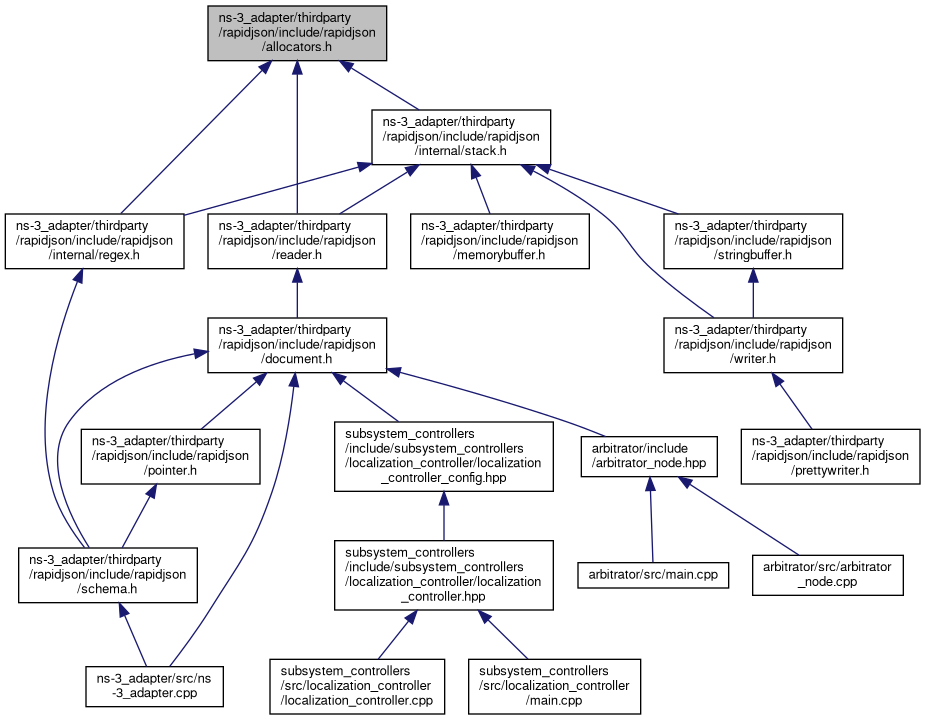 ns-3_adapter/thirdparty
/rapidjson/include/rapidjson
/allocators.h
ns-3_adapter/thirdparty
/rapidjson/include/rapidjson
/internal/stack.h
ns-3_adapter/thirdparty
/rapidjson/include/rapidjson
/internal/regex.h
ns-3_adapter/thirdparty
/rapidjson/include/rapidjson
/reader.h
ns-3_adapter/thirdparty
/rapidjson/include/rapidjson
/memorybuffer.h
ns-3_adapter/thirdparty
/rapidjson/include/rapidjson
/stringbuffer.h
ns-3_adapter/thirdparty
/rapidjson/include/rapidjson
/document.h
ns-3_adapter/thirdparty
/rapidjson/include/rapidjson
/writer.h
ns-3_adapter/thirdparty
/rapidjson/include/rapidjson
/pointer.h
subsystem_controllers
/include/subsystem_controllers
/localization_controller/localization
_controller_config.hpp
arbitrator/include
/arbitrator_node.hpp
ns-3_adapter/thirdparty
/rapidjson/include/rapidjson
/prettywriter.h
ns-3_adapter/thirdparty
/rapidjson/include/rapidjson
/schema.h
subsystem_controllers
/include/subsystem_controllers
/localization_controller/localization
_controller.hpp
arbitrator/src/main.cpp
arbitrator/src/arbitrator
_node.cpp
ns-3_adapter/src/ns
-3_adapter.cpp
subsystem_controllers
/src/localization_controller
/localization_controller.cpp
subsystem_controllers
/src/localization_controller
/main.cpp